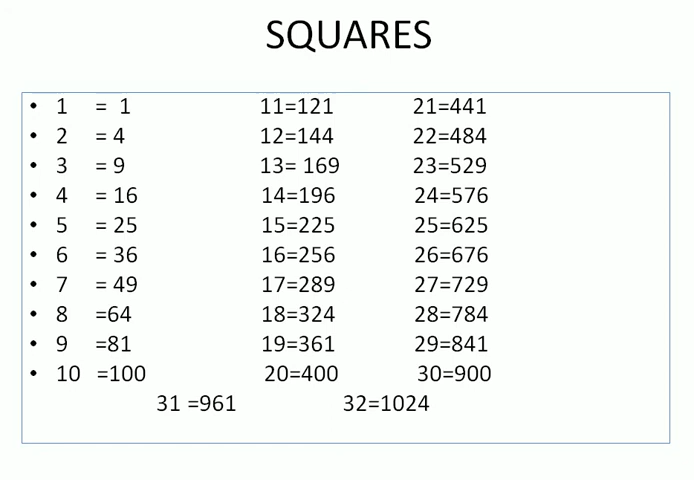 SQUARES
• 1 = 1 11=121 21=441
• 2 = 4 12=144 22=484
• 3 = 9 13= 169 23=529
• 4 = 16 14=196 24=576
• 5 = 25 15=225 25=625
• 6 = 36 16=256 26=676
• 7 = 49 17=289 27=729
• 8 =64 18=324 28=784
• 9 =81 19=361 29=841
• 10 =100 20=400 30=900
31 =961 32=1024